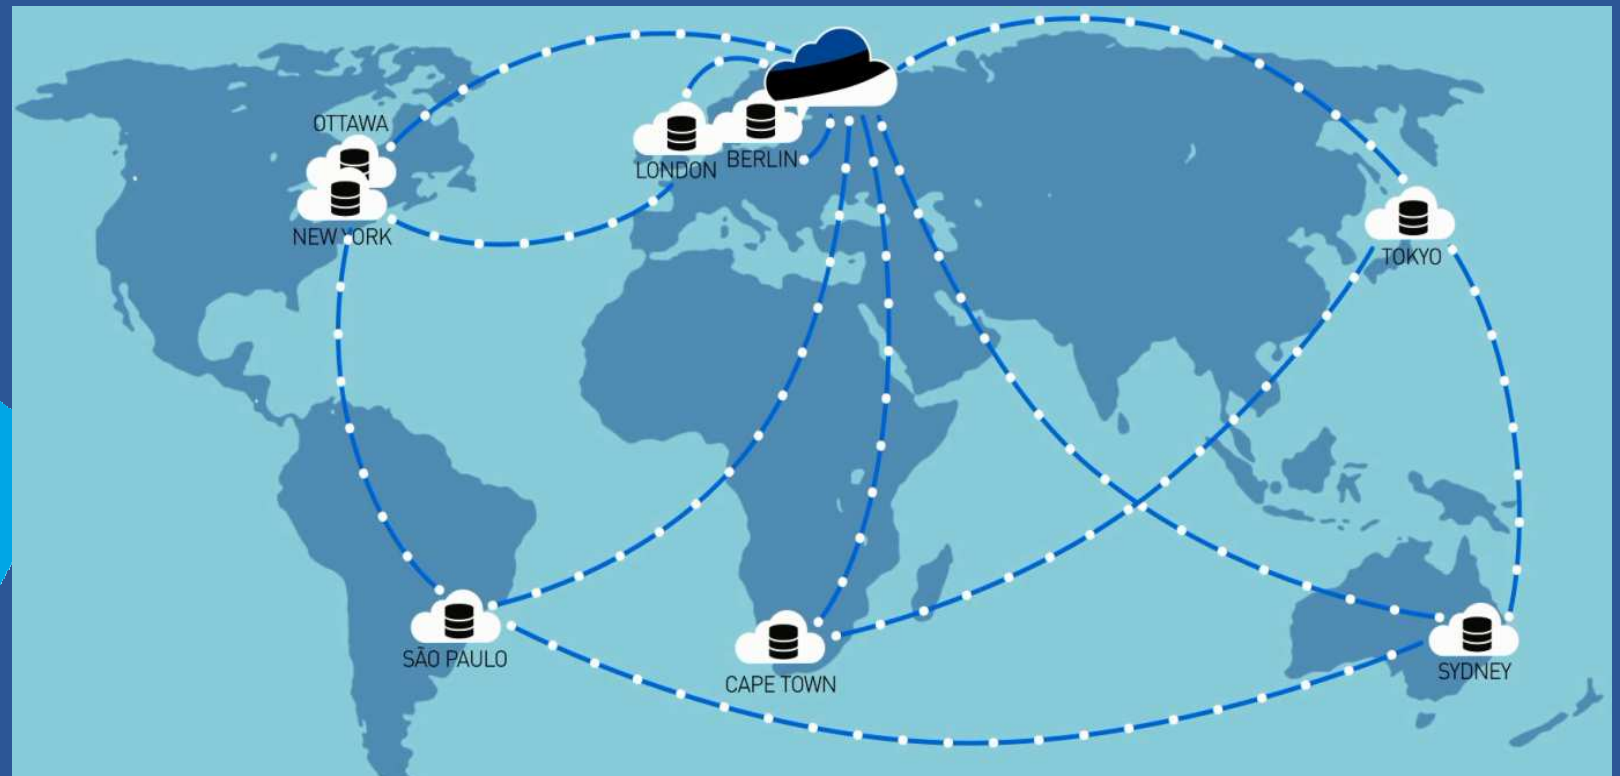 OTTAWA
NEW YORK
LONDON
BERLIN
TOKYO
SÃO PAULO
CAPE TOWN
SYDNEY